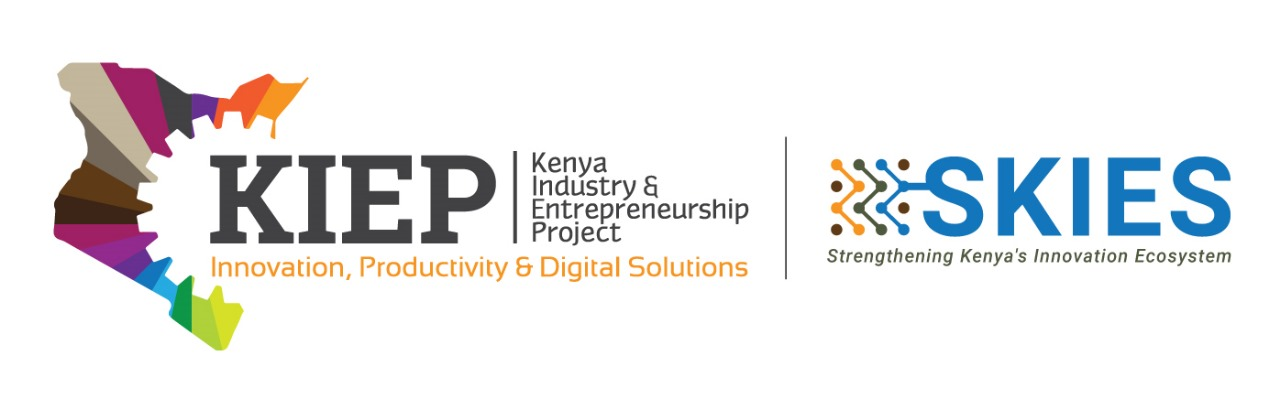 KIEP
Kenya
Industry &
Entrepreneurship
Project
Innovation, Productivity & Digital Solutions
SKIES
Strengthening Kenya's Innovation Ecosystem